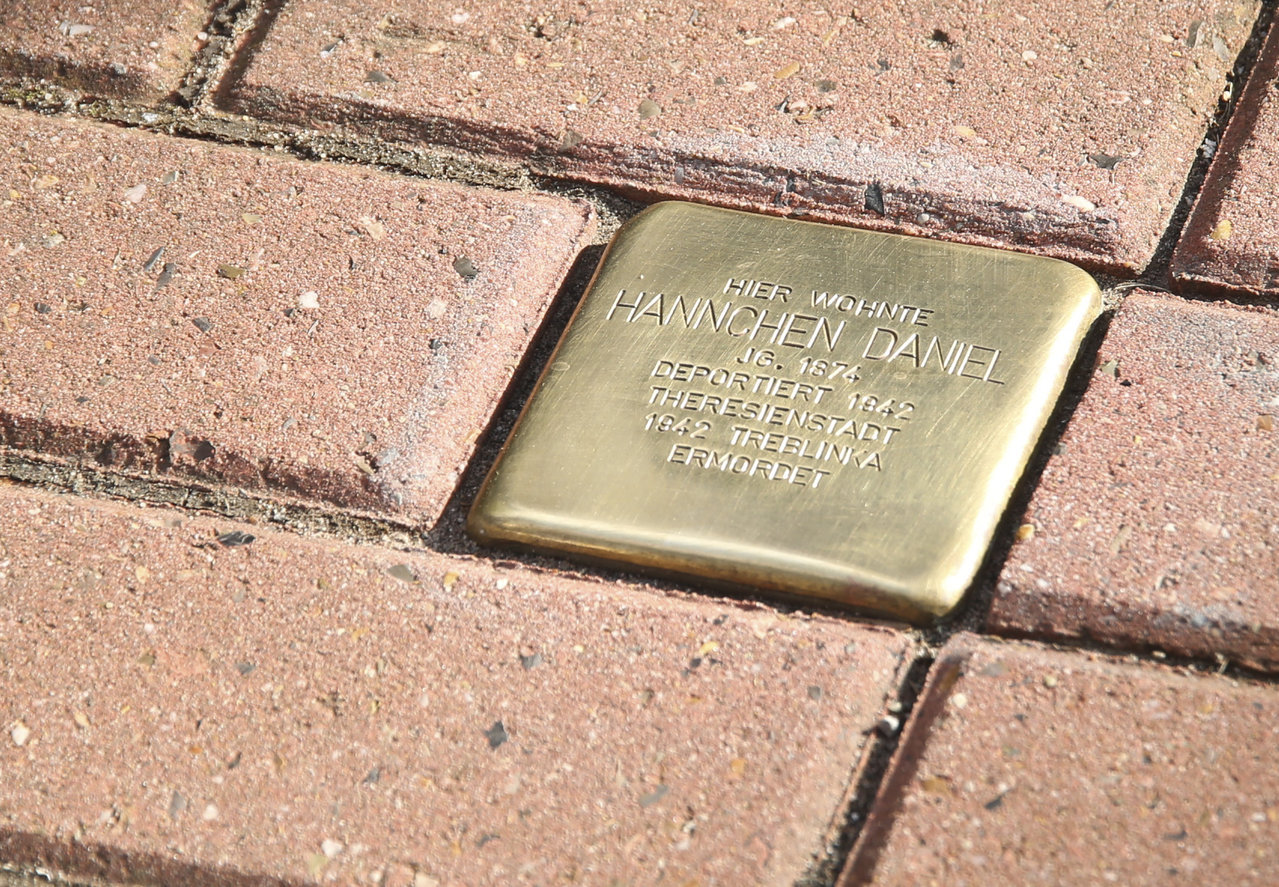 HIER WOHNTE
HANNCHEN DANIEL
JG. 1874
DEPORTIERT 1942
THERESIENSTADT
1942 TREBLINKA
ERMORDET